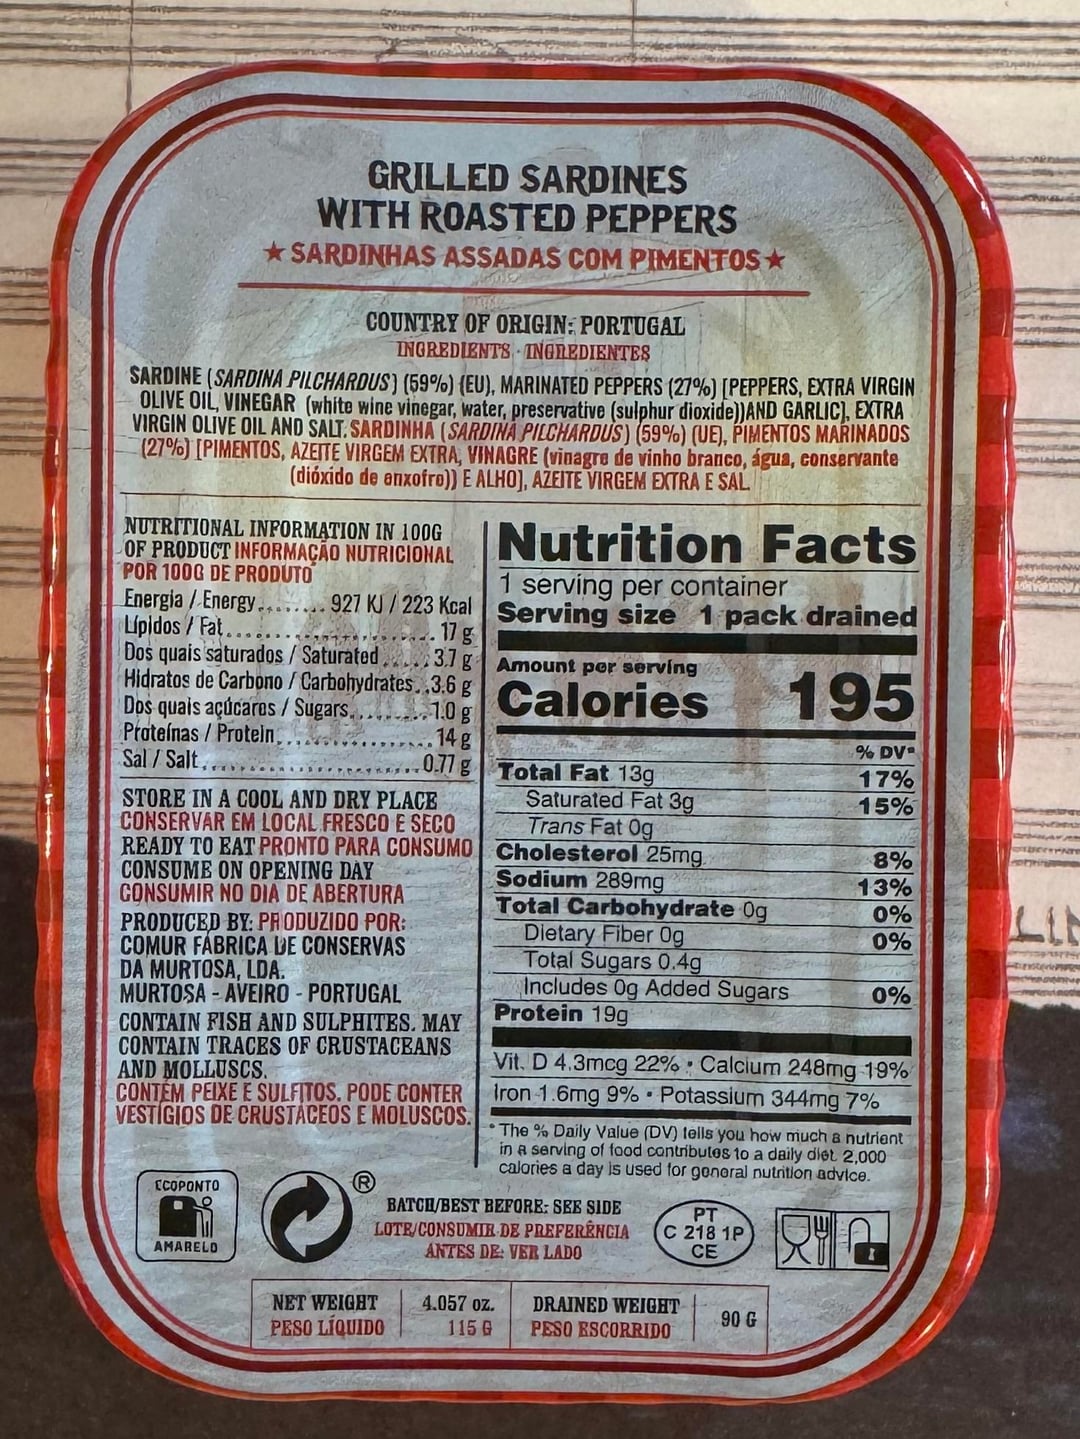 GRILLED SARDINES
WITH ROASTED PEPPERS
★ SARDINHAS ASSADAS COM PIMENTOS ★
COUNTRY OF ORIGIN: PORTUGAL
INGREDIENTS · INGREDIENTES
SARDINE (SARDINA PILCHARDUS) (59%) (EU), MARINATED PEPPERS (27%) [PEPPERS, EXTRA VIRGIN
OLIVE OIL, VINEGAR (white wine vinegar, water, preservative (sulphur dioxide))AND GARLIC], EXTRA
VIRGIN OLIVE OIL AND SALT. SARDINHA (SARDINA PILCHARDUS) (59%) (UE), PIMENTOS MARINADOS
(27%) [PIMENTOS, AZEITE VIRGEM EXTRA, VINAGRE (vinagre de vinho branco, água, conservante
(dióxido de enxofre)) E ALHO], AZEITE VIRGEM EXTRA E SAL.
NUTRITIONAL INFORMATION IN 100G
OF PRODUCT INFORMAÇÃO NUTRICIONAL
POR 100G DE PRODUTO
Energia / Energy........ 927 KJ / 223 Kcal
Lípidos / Fat.............................. 17 g
Dos quais saturados / Saturated......3.7 g
Hidratos de Carbono / Carbohydrates..3.6 g
Dos quais açúcares / Sugars...........1.0 g
Proteínas / Protein......................14 g
Sal / Salt................................0.77 g
STORE IN A COOL AND DRY PLACE
CONSERVAR EM LOCAL FRESCO E SECO
READY TO EAT PRONTO PARA CONSUMO
CONSUME ON OPENING DAY
CONSUMIR NO DIA DE ABERTURA
PRODUCED BY: PRODUZIDO POR:
COMUR FÁBRICA DE CONSERVAS
DA MURTOSA, LDA.
MURTOSA - AVEIRO - PORTUGAL
CONTAIN FISH AND SULPHITES. MAY
CONTAIN TRACES OF CRUSTACEANS
AND MOLLUSCS.
CONTÉM PEIXE E SULFITOS. PODE CONTER
VESTÍGIOS DE CRUSTÁCEOS E MOLUSCOS.
Nutrition Facts
1 serving per container
Serving size 1 pack drained
Amount per serving
Calories 195
% DV*
Total Fat 13g 17%
Saturated Fat 3g 15%
Trans Fat 0g
Cholesterol 25mg 8%
Sodium 289mg 13%
Total Carbohydrate 0g 0%
Dietary Fiber 0g 0%
Total Sugars 0.4g
Includes 0g Added Sugars 0%
Protein 19g
Vit. D 4.3mcg 22% • Calcium 248mg 19%
Iron 1.6mg 9% • Potassium 344mg 7%
* The % Daily Value (DV) tells you how much a nutrient
in a serving of food contributes to a daily diet. 2,000
calories a day is used for general nutrition advice.
ECOPONTO
AMARELO
®
BATCH/BEST BEFORE: SEE SIDE
LOTE/CONSUMIR DE PREFERÊNCIA
ANTES DE: VER LADO
PT
C 218 1P
CE
NET WEIGHT 4.057 oz.
PESO LÍQUIDO 115 G
DRAINED WEIGHT
PESO ESCORRIDO 90 G